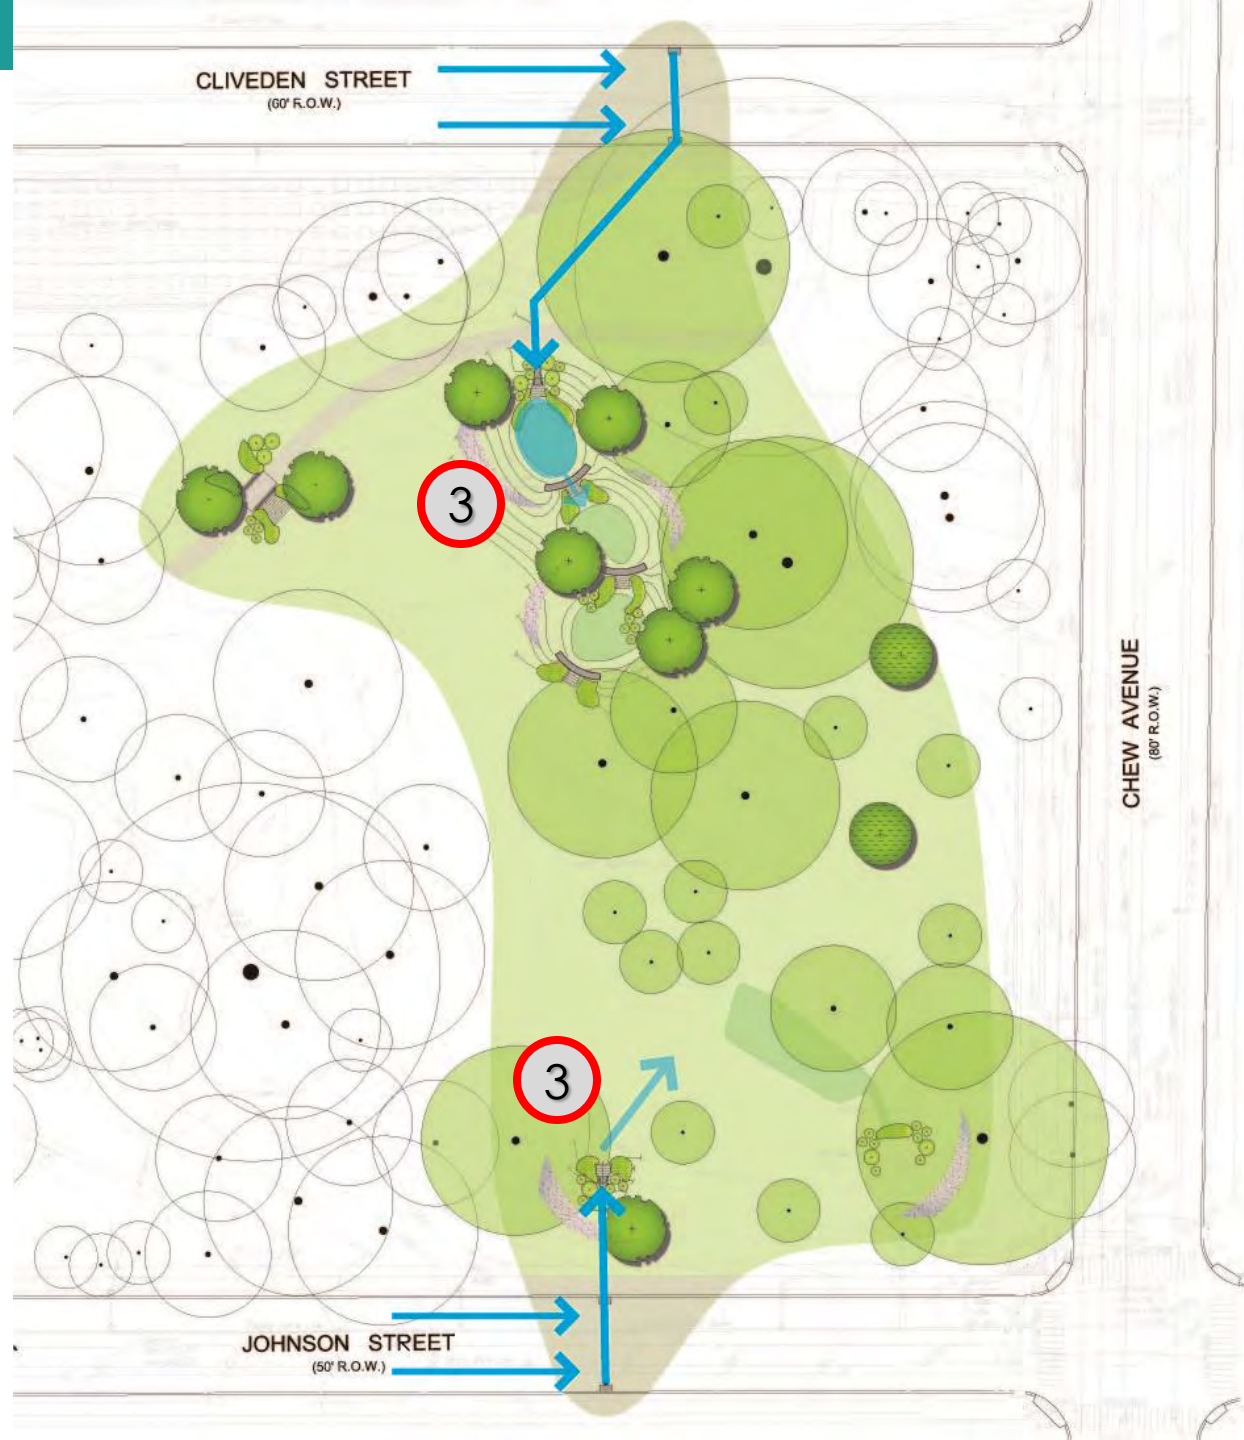 CLIVEDEN STREET
(60' R.O.W.)
3
CHEW AVENUE
(80' R.O.W.)
3
JOHNSON STREET
(50' R.O.W.)